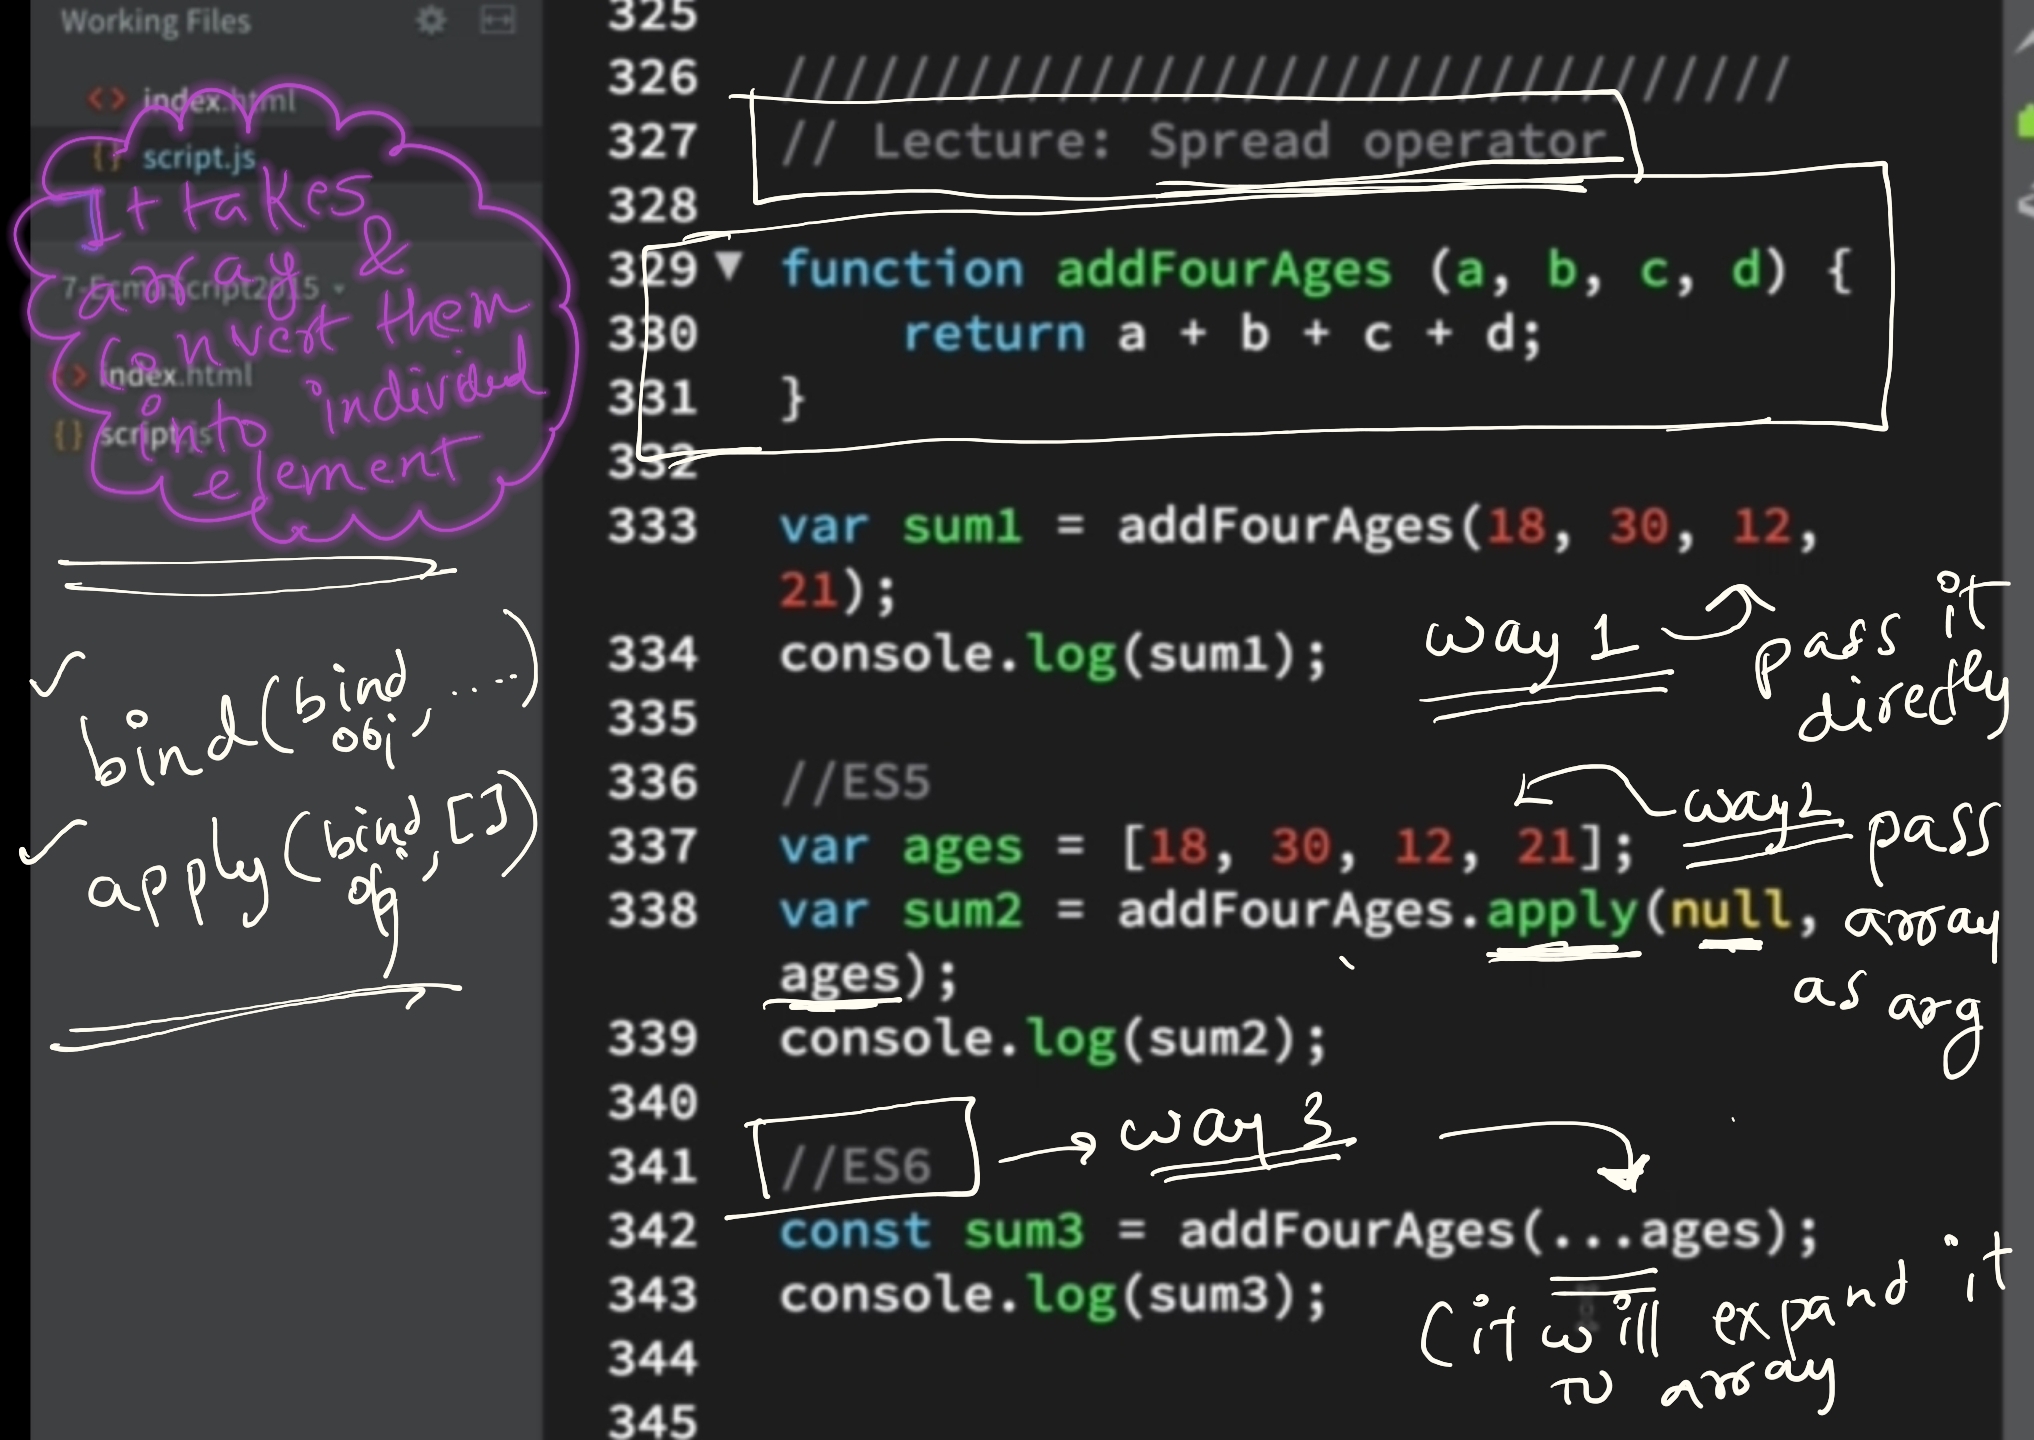 Working Files
index.html
script.js
7-EcmaScript2015
index.html
script.js
It takes
array &
convert them
into individual
element
bind(bind obj, .....)
apply(bind obj, [])
325
326 /////////////////////////////////
327 // Lecture: Spread operator
328
329 function addFourAges (a, b, c, d) {
330 return a + b + c + d;
331 }
332
333 var sum1 = addFourAges(18, 30, 12,
21);
334 console.log(sum1);
335
336 //ES5
337 var ages = [18, 30, 12, 21];
338 var sum2 = addFourAges.apply(null,
ages);
339 console.log(sum2);
340
341 //ES6
342 const sum3 = addFourAges(...ages);
343 console.log(sum3);
344
345
way 1
pass it
directly
way2 pass
array
as arg
way 3
(it will expand it
to array